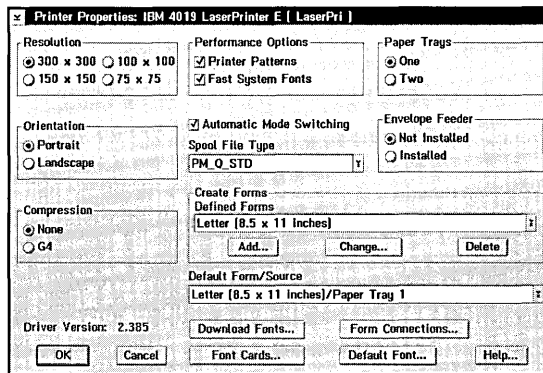 Printer Properties: IBM 4019 LaserPrinter E [ LaserPri ]
Resolution
300 x 300 100 x 100
150 x 150 75 x 75
Performance Options
Printer Patterns
Fast System Fonts
Paper Trays
One
Two
Orientation
Portrait
Landscape
Automatic Mode Switching
Spool File Type
PM_Q_STD
Envelope Feeder
Not Installed
Installed
Compression
None
G4
Create Forms
Defined Forms
Letter [8.5 x 11 inches]
Add... Change... Delete
Default Form/Source
Letter [8.5 x 11 inches]/Paper Tray 1
Driver Version: 2.385
Download Fonts... Form Connections...
OK Cancel Font Cards... Default Font... Help...